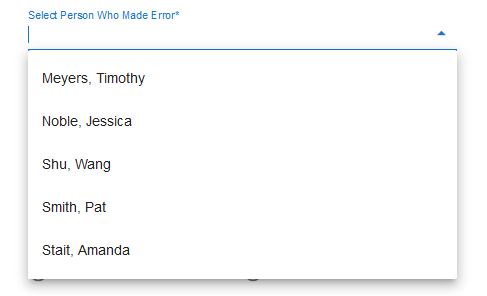 Select Person Who Made Error*
Meyers, Timothy
Noble, Jessica
Shu, Wang
Smith, Pat
Stait, Amanda